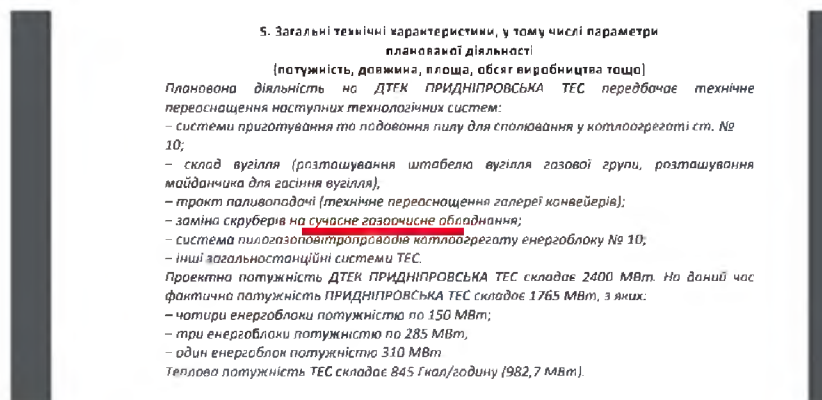 5. Загальні технічні характеристики, у тому числі параметри
планованої діяльності
(потужність, довжина, площа, обсяг виробництва тощо)
Планована діяльність на ДТЕК ПРИДНІПРОВСЬКА ТЕС передбачає технічне
переоснащення наступних технологічних систем:
– системи приготування та подавання пилу для спалювання у котлоагрегаті ст. №
10;
– склад вугілля (розташування штабелю вугілля газової групи, розташування
майданчика для гасіння вугілля),
– тракт паливоподачі (технічне переоснащення галереї конвейерів);
– заміна скруберів на сучасне газоочисне обладнання;
– система пилогазоповітропроводів котлоагрегату енергоблоку № 10;
– інші загальностанційні системи ТЕС.
Проектна потужність ДТЕК ПРИДНІПРОВСЬКА ТЕС складає 2400 МВт. На даний час
фактична потужність ПРИДНІПРОВСЬКА ТЕС складає 1765 МВт, з яких:
– чотири енергоблоки потужністю по 150 МВт;
– три енергоблоки потужністю по 285 МВт,
– один енергоблок потужністю 310 МВт
Теплова потужність ТЕС складає 845 Гкал/годину (982,7 МВт).